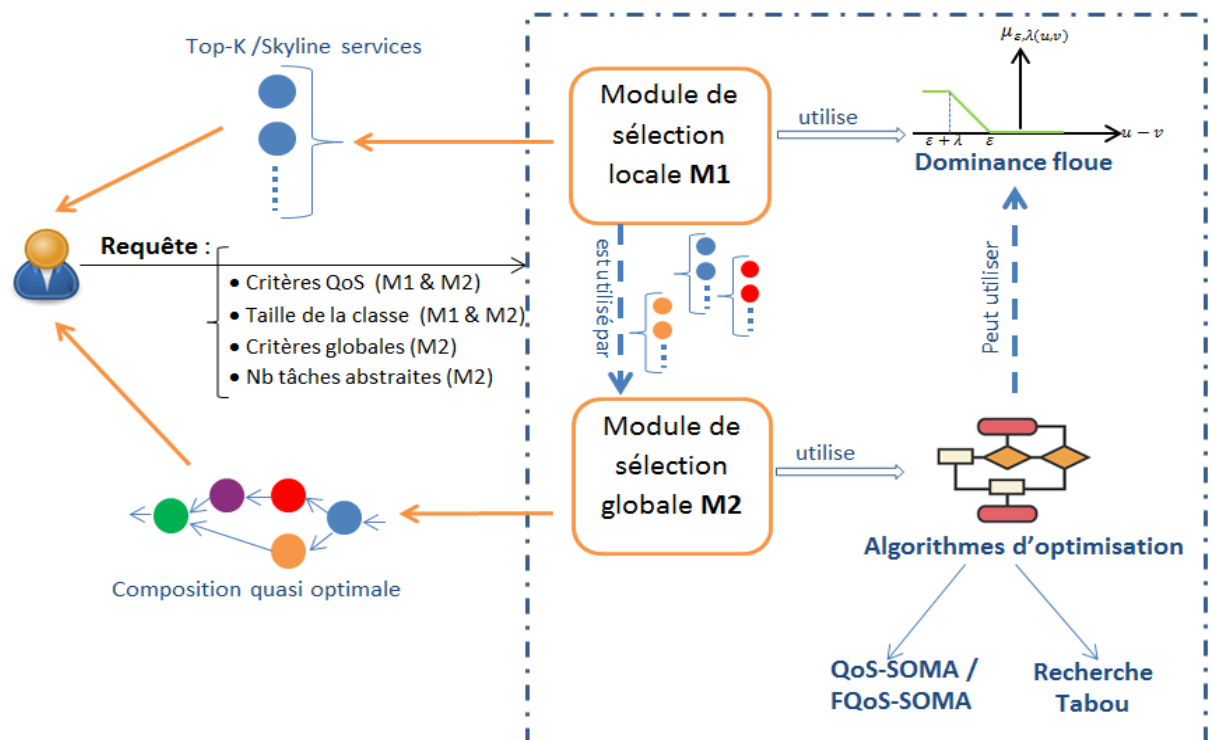 Top-K /Skyline services
Module de
sélection
locale M1
utilise
μ ε,λ(u,v)
ε + λ
ε
u − v
Dominance floue
Requête :
• Critères QoS (M1 & M2)
• Taille de la classe (M1 & M2)
• Critères globales (M2)
• Nb tâches abstraites (M2)
est utilisé par
Peut utiliser
Module de
sélection
globale M2
utilise
Algorithmes d'optimisation
Composition quasi optimale
QoS-SOMA /
FQoS-SOMA
Recherche
Tabou